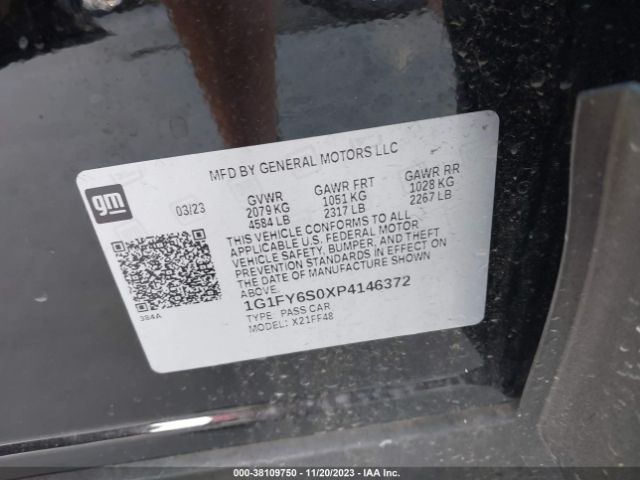 MFD BY GENERAL MOTORS LLC
gm
03/23
GVWR GAWR FRT GAWR RR
2079 KG 1051 KG 1028 KG
4584 LB 2317 LB 2267 LB
THIS VEHICLE CONFORMS TO ALL
APPLICABLE U.S. FEDERAL MOTOR
VEHICLE SAFETY, BUMPER, AND THEFT
PREVENTION STANDARDS IN EFFECT ON
THE DATE OF MANUFACTURE SHOWN ABOVE.
1G1FY6S0XP4146372
384A
TYPE: PASS CAR
MODEL: X21FF48
000-38109750 - 11/20/2023 - IAA Inc.